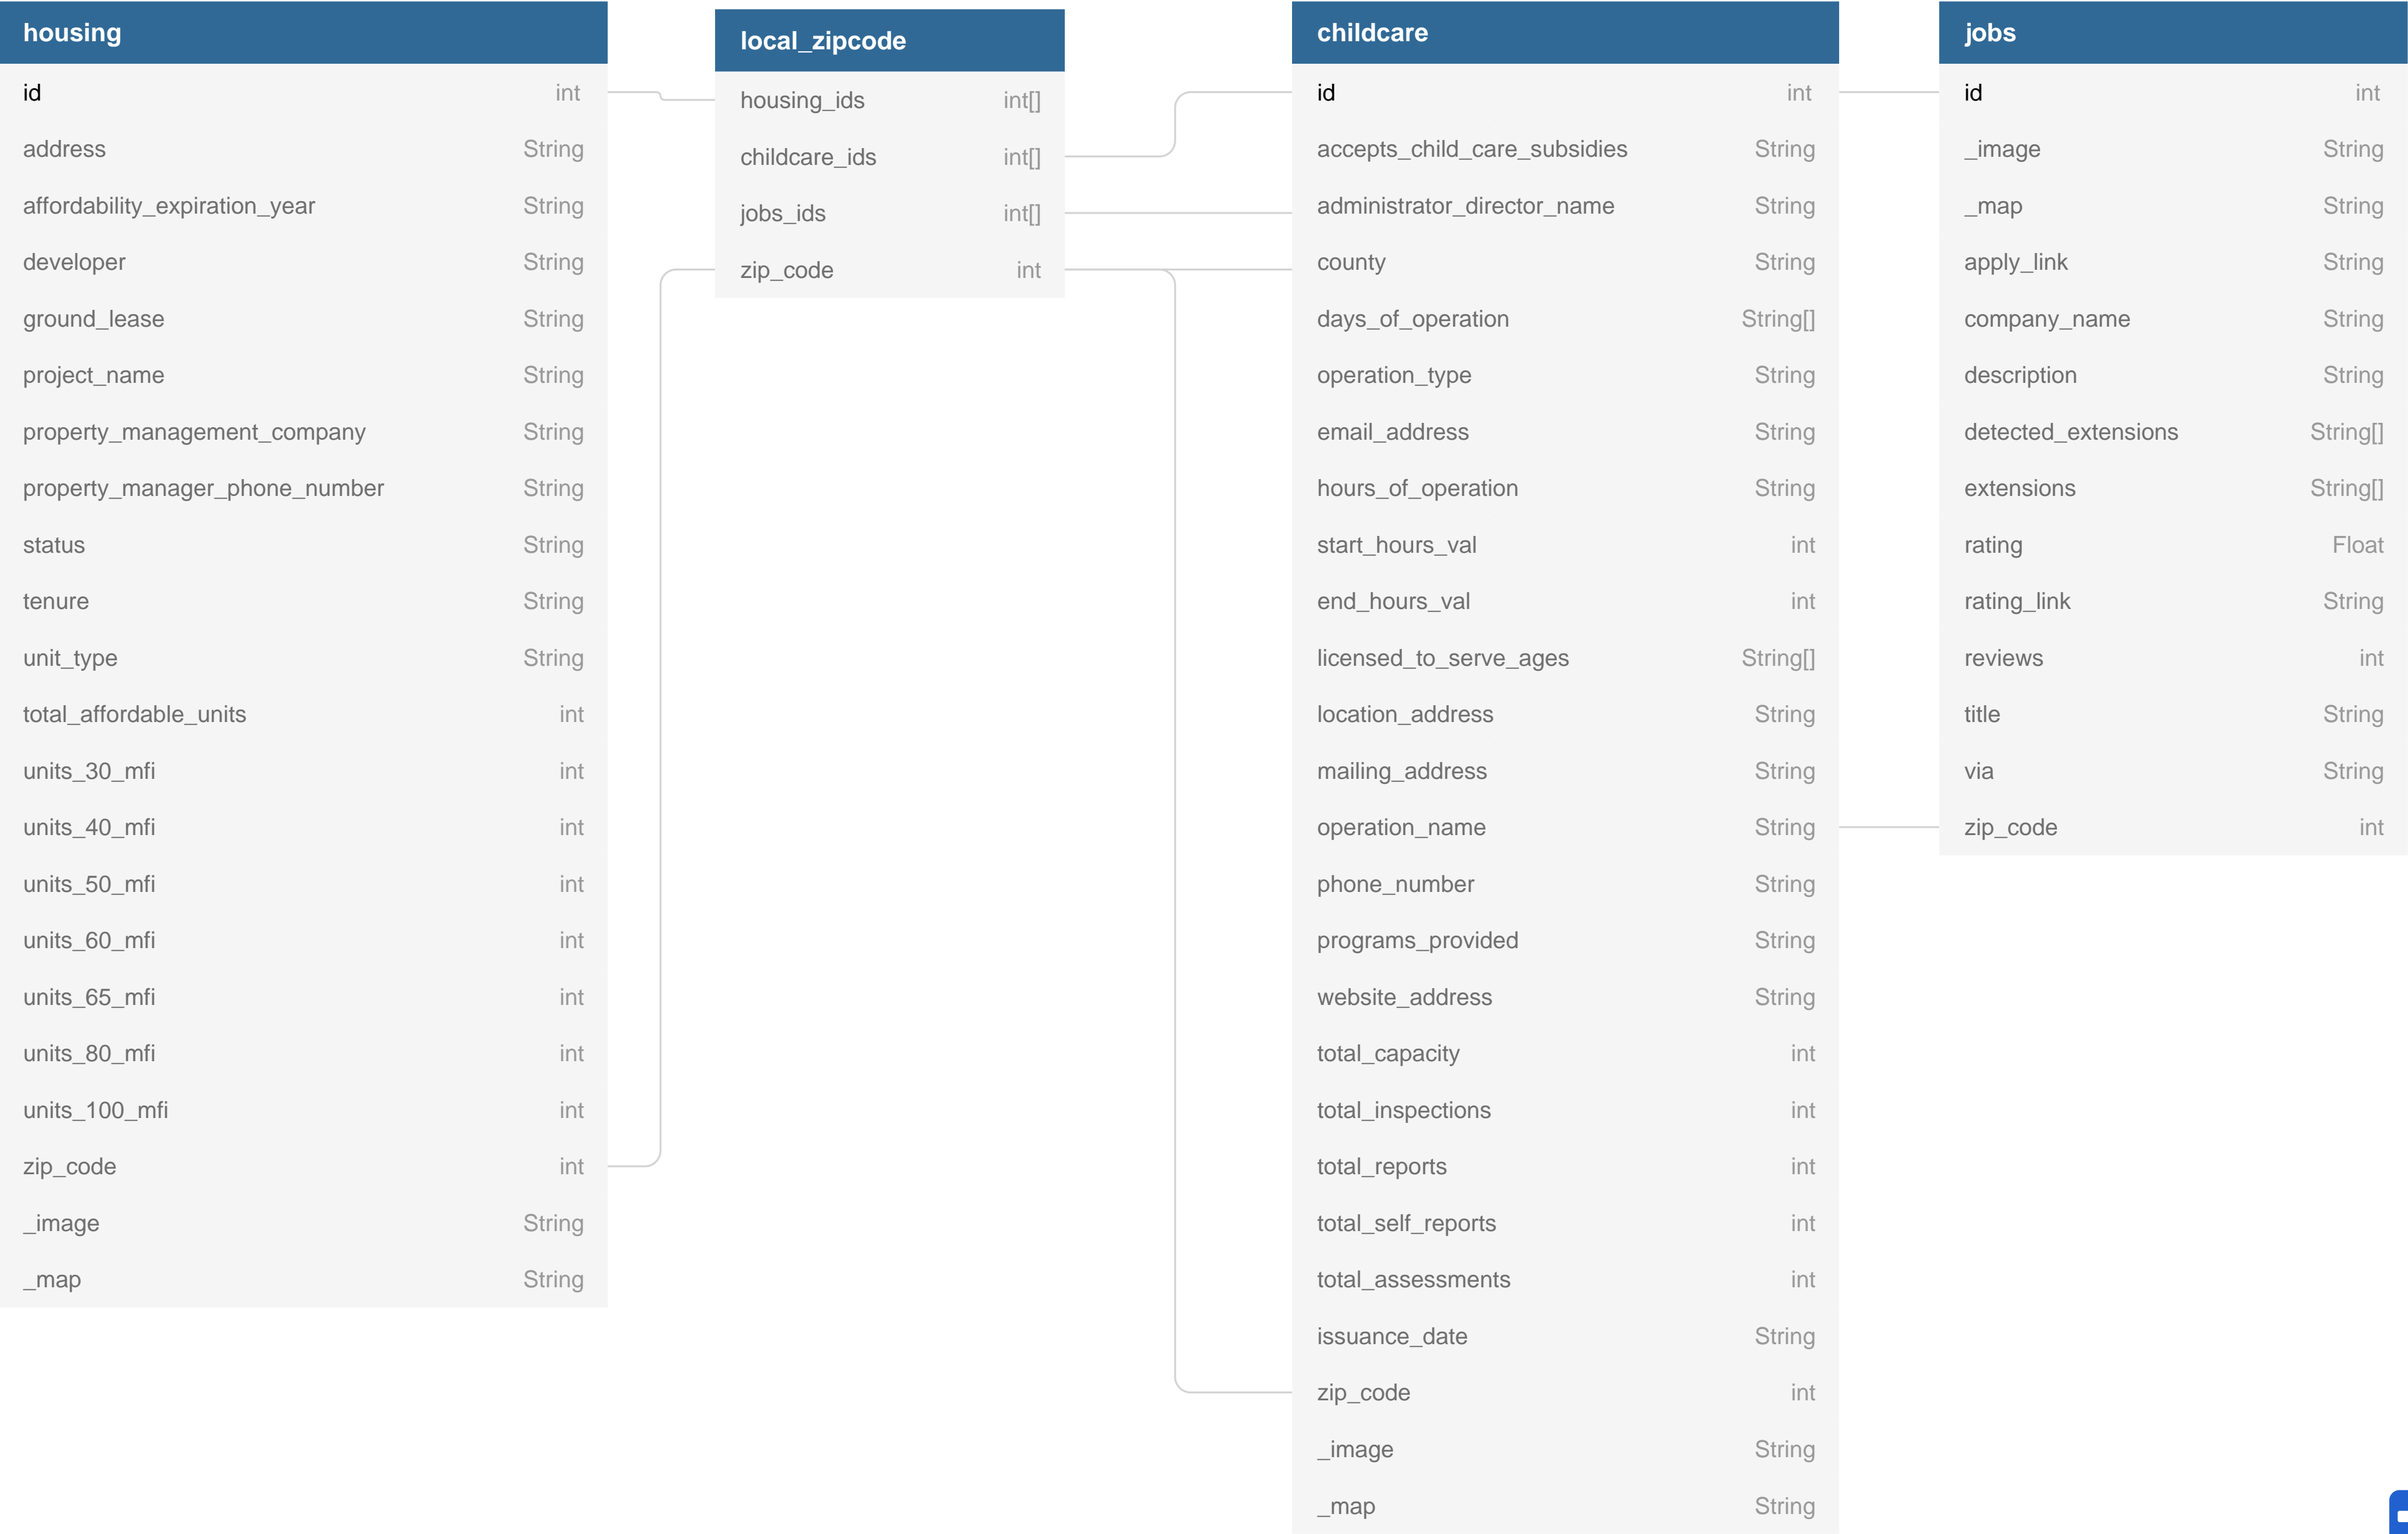 housing
id int
address String
affordability_expiration_year String
developer String
ground_lease String
project_name String
property_management_company String
property_manager_phone_number String
status String
tenure String
unit_type String
total_affordable_units int
units_30_mfi int
units_40_mfi int
units_50_mfi int
units_60_mfi int
units_65_mfi int
units_80_mfi int
units_100_mfi int
zip_code int
_image String
_map String
local_zipcode
housing_ids int[]
childcare_ids int[]
jobs_ids int[]
zip_code int
childcare
id int
accepts_child_care_subsidies String
administrator_director_name String
county String
days_of_operation String[]
operation_type String
email_address String
hours_of_operation String
start_hours_val int
end_hours_val int
licensed_to_serve_ages String[]
location_address String
mailing_address String
operation_name String
phone_number String
programs_provided String
website_address String
total_capacity int
total_inspections int
total_reports int
total_self_reports int
total_assessments int
issuance_date String
zip_code int
_image String
_map String
jobs
id int
_image String
_map String
apply_link String
company_name String
description String
detected_extensions String[]
extensions String[]
rating Float
rating_link String
reviews int
title String
via String
zip_code int